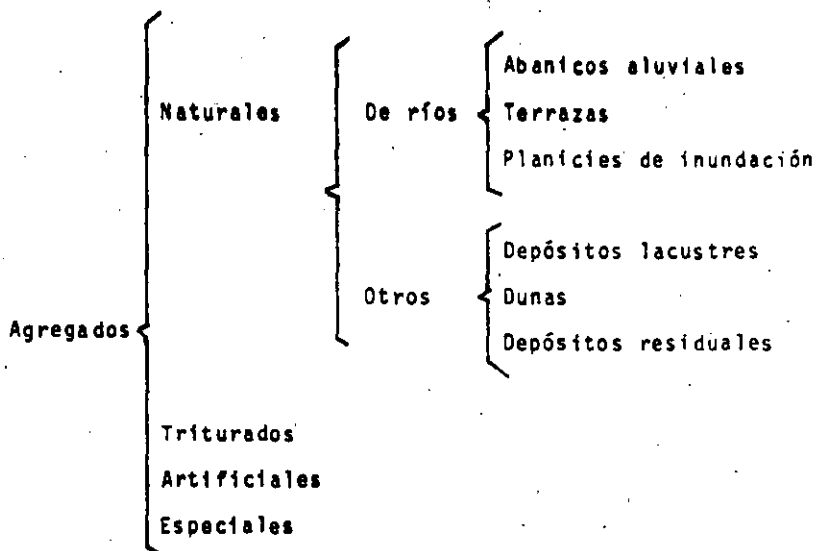 Abanicos aluviales
Naturales De ríos Terrazas
Planicies de inundación
Depósitos lacustres
Otros Dunas
Agregados
Depósitos residuales
Triturados
Artificiales
Especiales